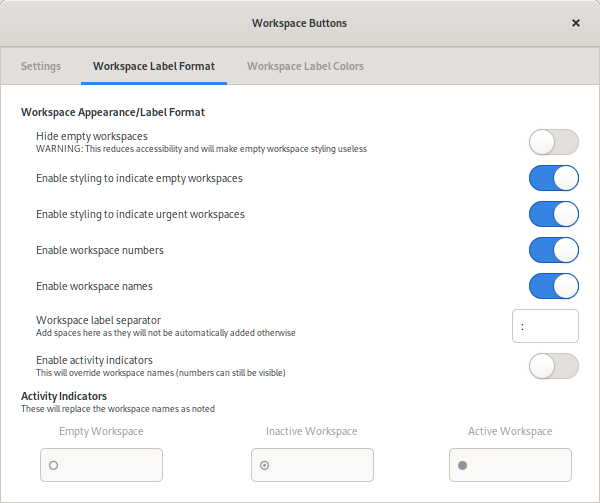 Workspace Buttons
Settings Workspace Label Format Workspace Label Colors
Workspace Appearance/Label Format
Hide empty workspaces
WARNING: This reduces accessibility and will make empty workspace styling useless
Enable styling to indicate empty workspaces
Enable styling to indicate urgent workspaces
Enable workspace numbers
Enable workspace names
Workspace label separator
:
Add spaces here as they will not be automatically added otherwise
Enable activity indicators
This will override workspace names (numbers can still be visible)
Activity Indicators
These will replace the workspace names as noted
Empty Workspace Inactive Workspace Active Workspace
○ ⦿ ●